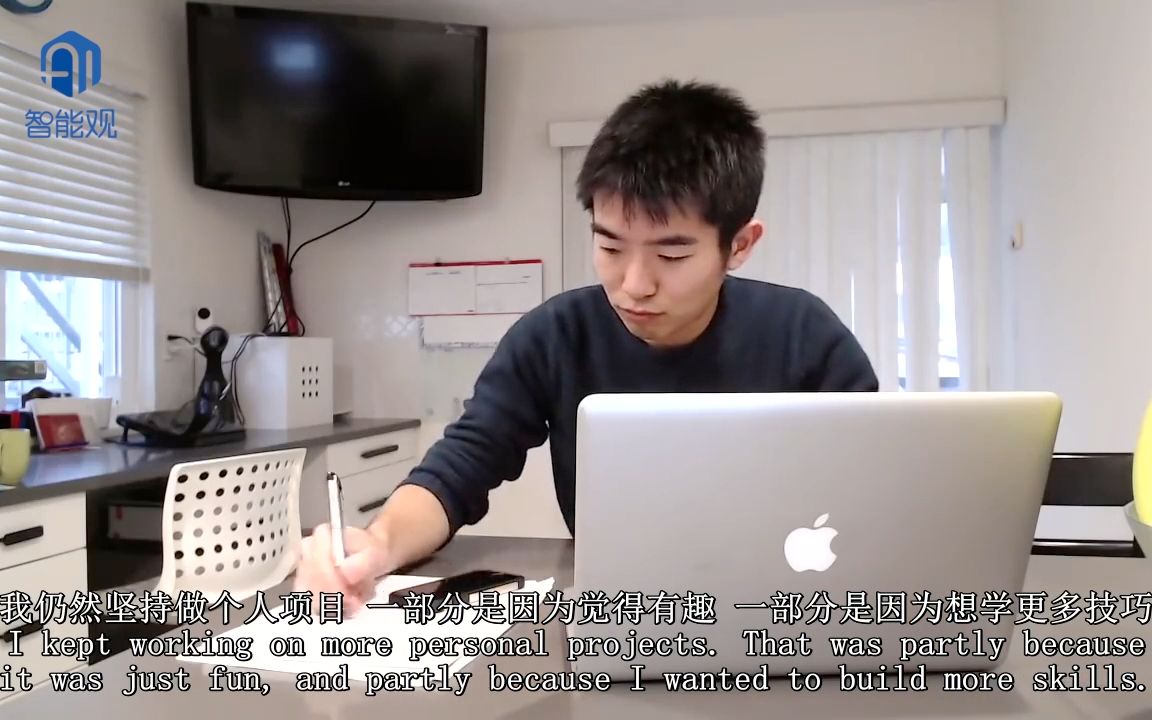 智能观
我仍然坚持做个人项目 一部分是因为觉得有趣 一部分是因为想学更多技巧
I kept working on more personal projects. That was partly because
it was just fun, and partly because I wanted to build more skills.